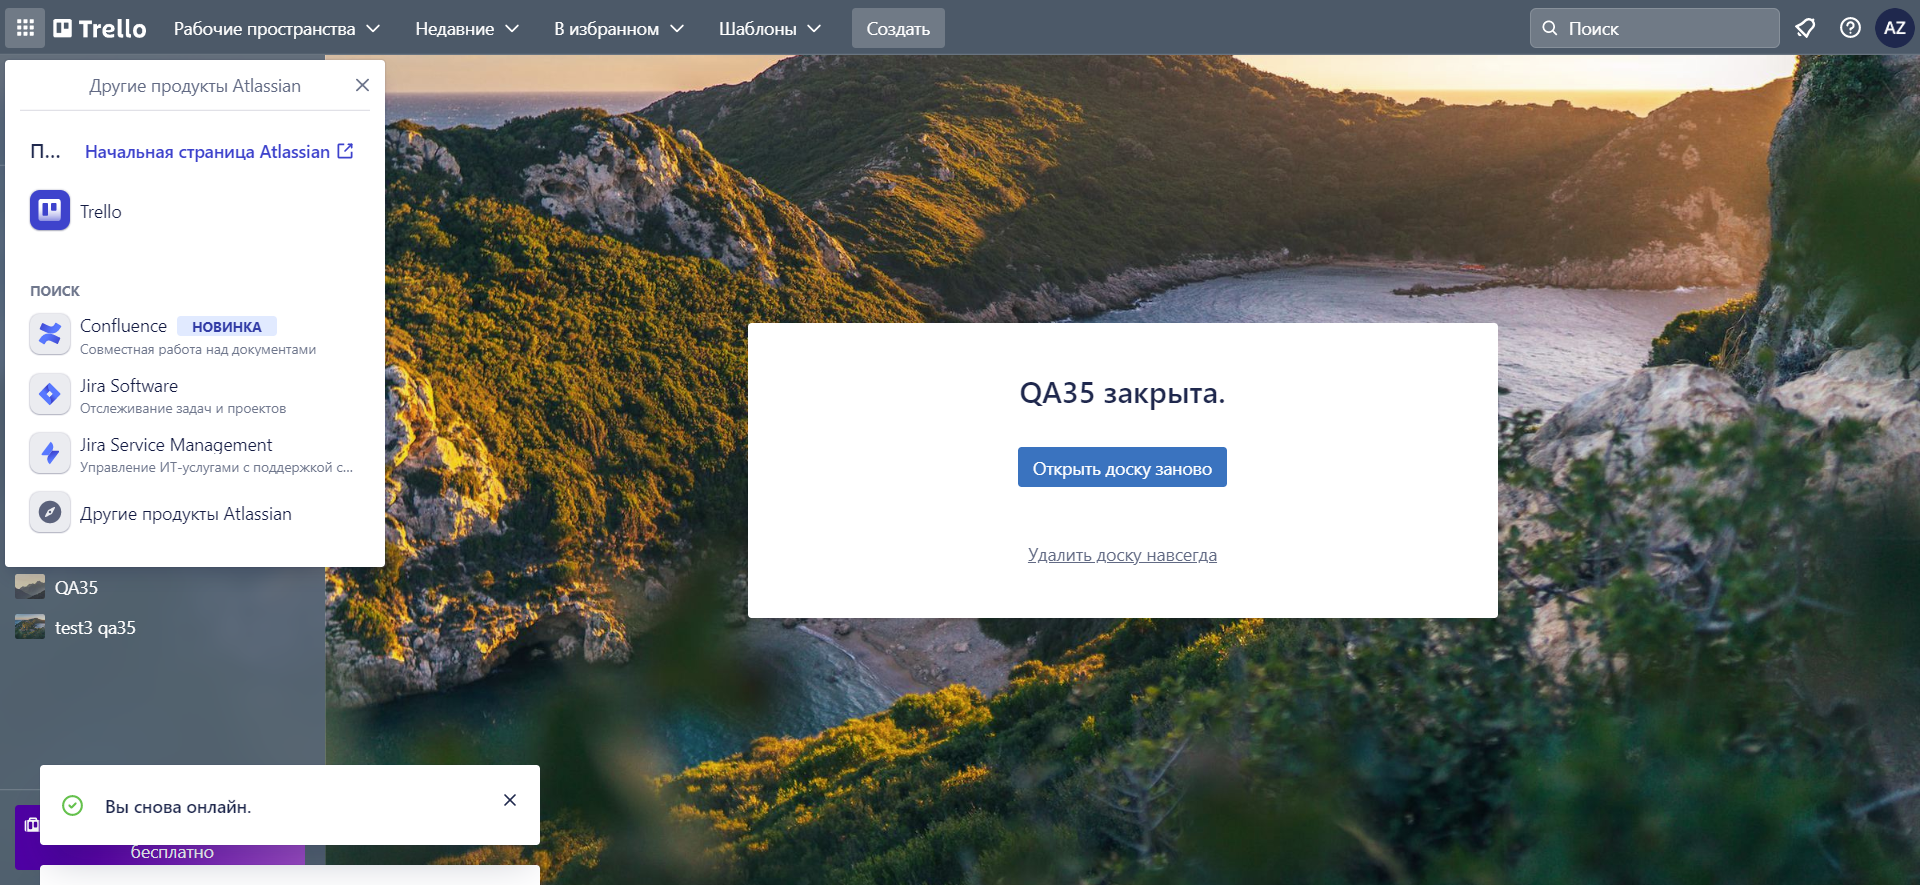 Trello
Рабочие пространства
Недавние
В избранном
Шаблоны
Создать
Поиск
AZ
Другие продукты Atlassian
П...
Начальная страница Atlassian
Trello
ПОИСК
Confluence НОВИНКА
Совместная работа над документами
Jira Software
Отслеживание задач и проектов
Jira Service Management
Управление ИТ-услугами с поддержкой с...
Другие продукты Atlassian
QA35
test3 qa35
QA35 закрыта.
Открыть доску заново
Удалить доску навсегда
Вы снова онлайн.
бесплатно